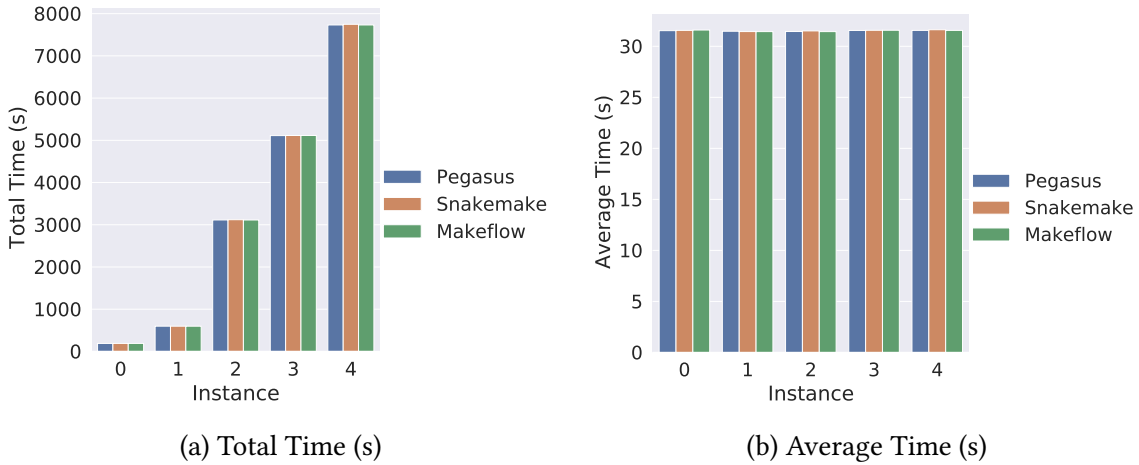 8000
7000
6000
5000
4000
3000
2000
1000
0
Total Time (s)
0 1 2 3 4
Instance
Pegasus
Snakemake
Makeflow
(a) Total Time (s)
30
25
20
15
10
5
0
Average Time (s)
0 1 2 3 4
Instance
Pegasus
Snakemake
Makeflow
(b) Average Time (s)